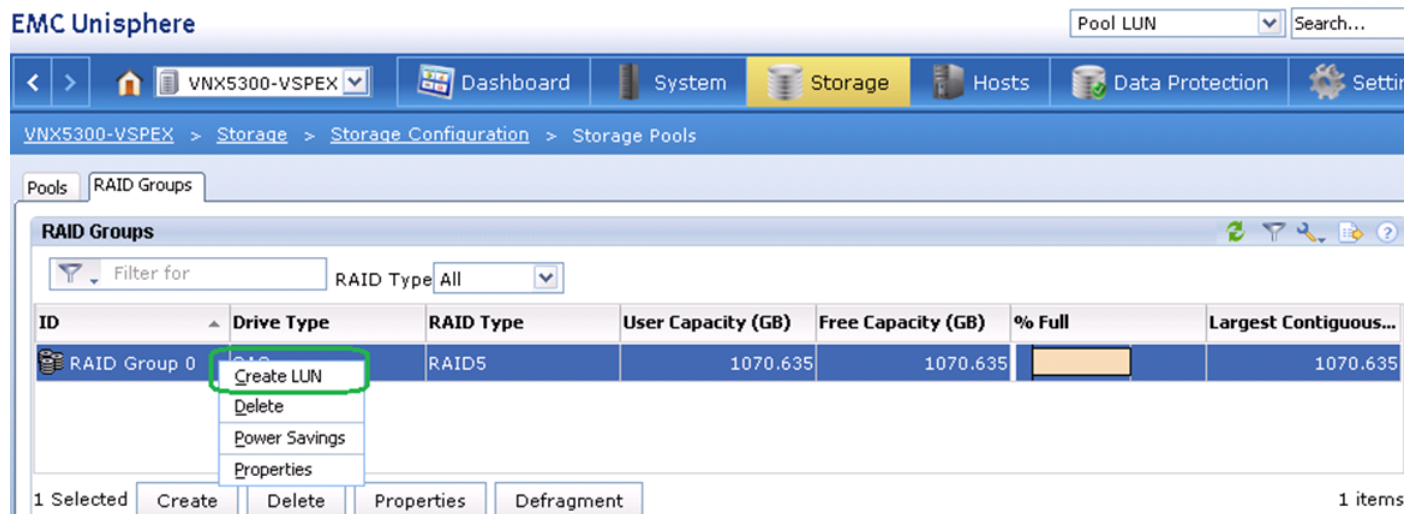 EMC Unisphere
Pool LUN Search...
VNX5300-VSPEX Dashboard System Storage Hosts Data Protection
VNX5300-VSPEX > Storage > Storage Configuration > Storage Pools
Pools RAID Groups
RAID Groups
Filter for RAID Type All
ID Drive Type RAID Type User Capacity (GB) Free Capacity (GB) % Full Largest Contiguous...
RAID Group 0 RAID5 1070.635 1070.635 1070.635
Create LUN
Delete
Power Savings
Properties
1 Selected Create Delete Properties Defragment 1 items